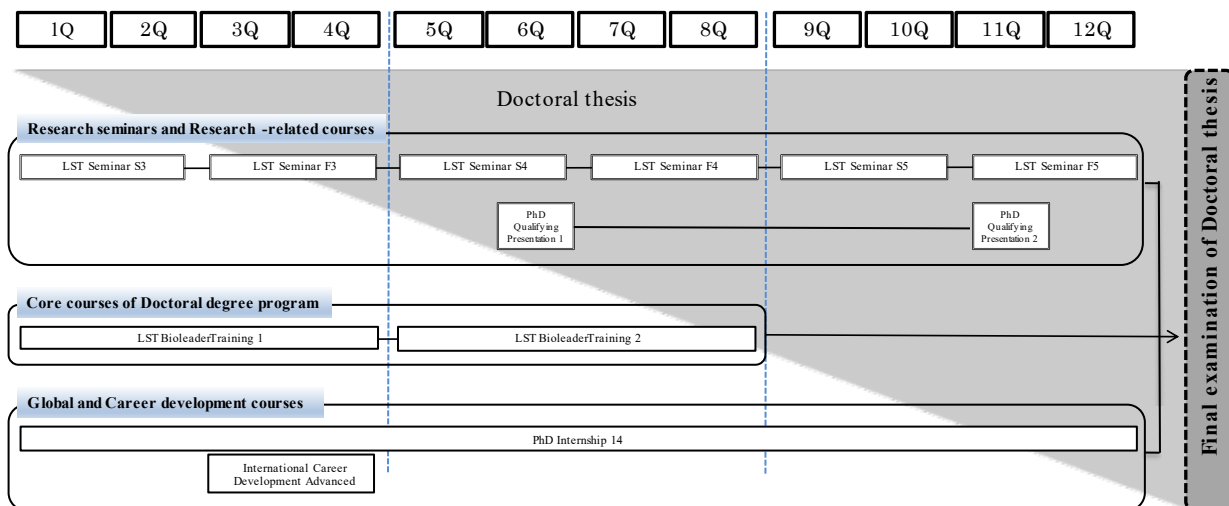 1Q 2Q 3Q 4Q 5Q 6Q 7Q 8Q 9Q 10Q 11Q 12Q
Doctoral thesis
Research seminars and Research -related courses
LST Seminar S3 LST Seminar F3 LST Seminar S4 LST Seminar F4 LST Seminar S5 LST Seminar F5
PhD
Qualifying
Presentation 1
PhD
Qualifying
Presentation 2
Core courses of Doctoral degree program
LST BioleaderTraining 1 LST BioleaderTraining 2
Global and Career development courses
PhD Internship 14
International Career
Development Advanced
Final examination of Doctoral thesis